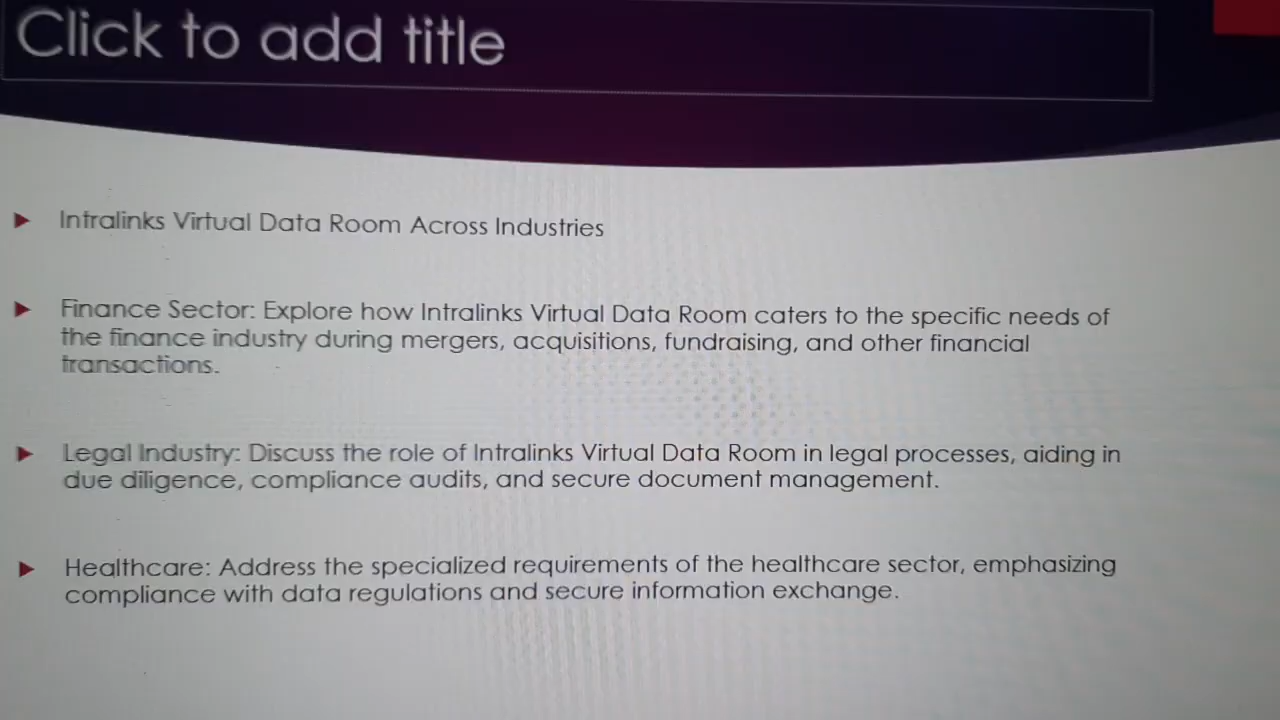 Click to add title
Intralinks Virtual Data Room Across Industries
Finance Sector: Explore how Intralinks Virtual Data Room caters to the specific needs of
the finance industry during mergers, acquisitions, fundraising, and other financial
transactions.
Legal Industry: Discuss the role of Intralinks Virtual Data Room in legal processes, aiding in
due diligence, compliance audits, and secure document management.
Healthcare: Address the specialized requirements of the healthcare sector, emphasizing
compliance with data regulations and secure information exchange.